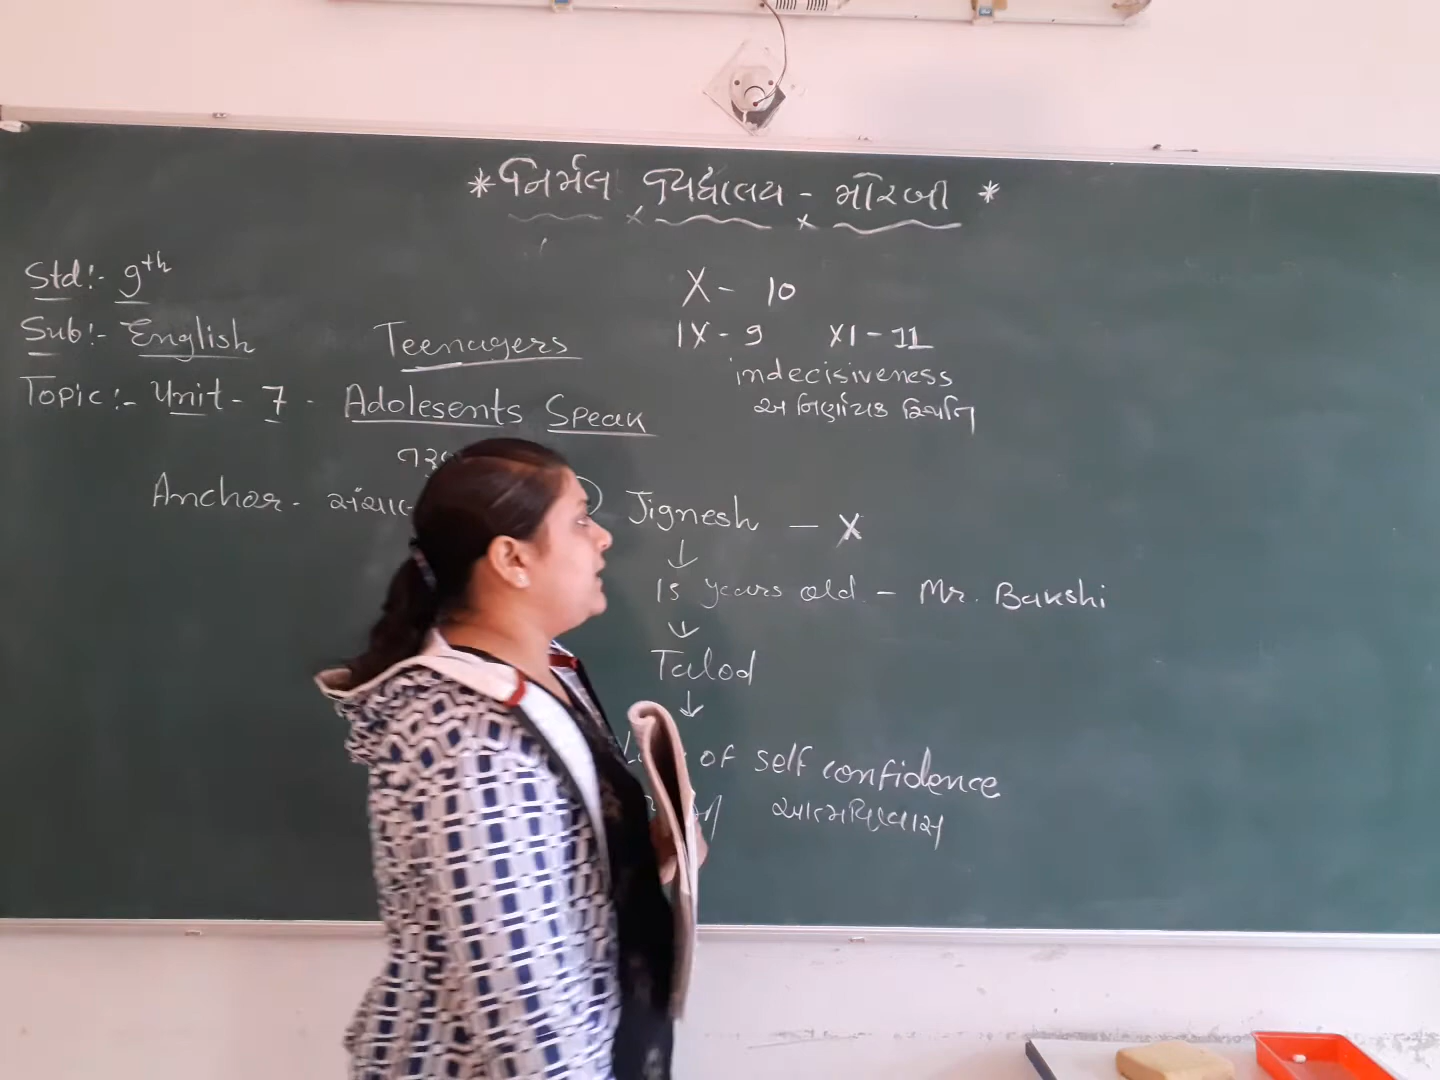 * નિર્મલ વિદ્યાલય - મોરબી *
Std:- 9th
Sub:- English
Teenagers
Topic:- Unit - 7 - Adolesents Speak
Anchor -
X - 10
IX - 9 XI - 11
indecisiveness
અ નિર્ણાયક સ્થિતિ
Jignesh - X
15 years old - Mr. Bakshi
Talod
of self confidence
આત્મવિશ્વાસ